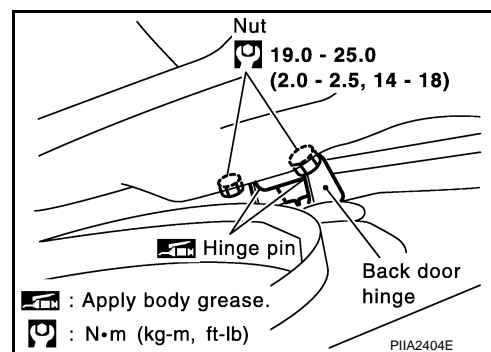 Nut
19.0 - 25.0
(2.0 - 2.5, 14 - 18)
Hinge pin
Back door
hinge
: Apply body grease.
: N•m (kg-m, ft-lb)
PIIA2404E